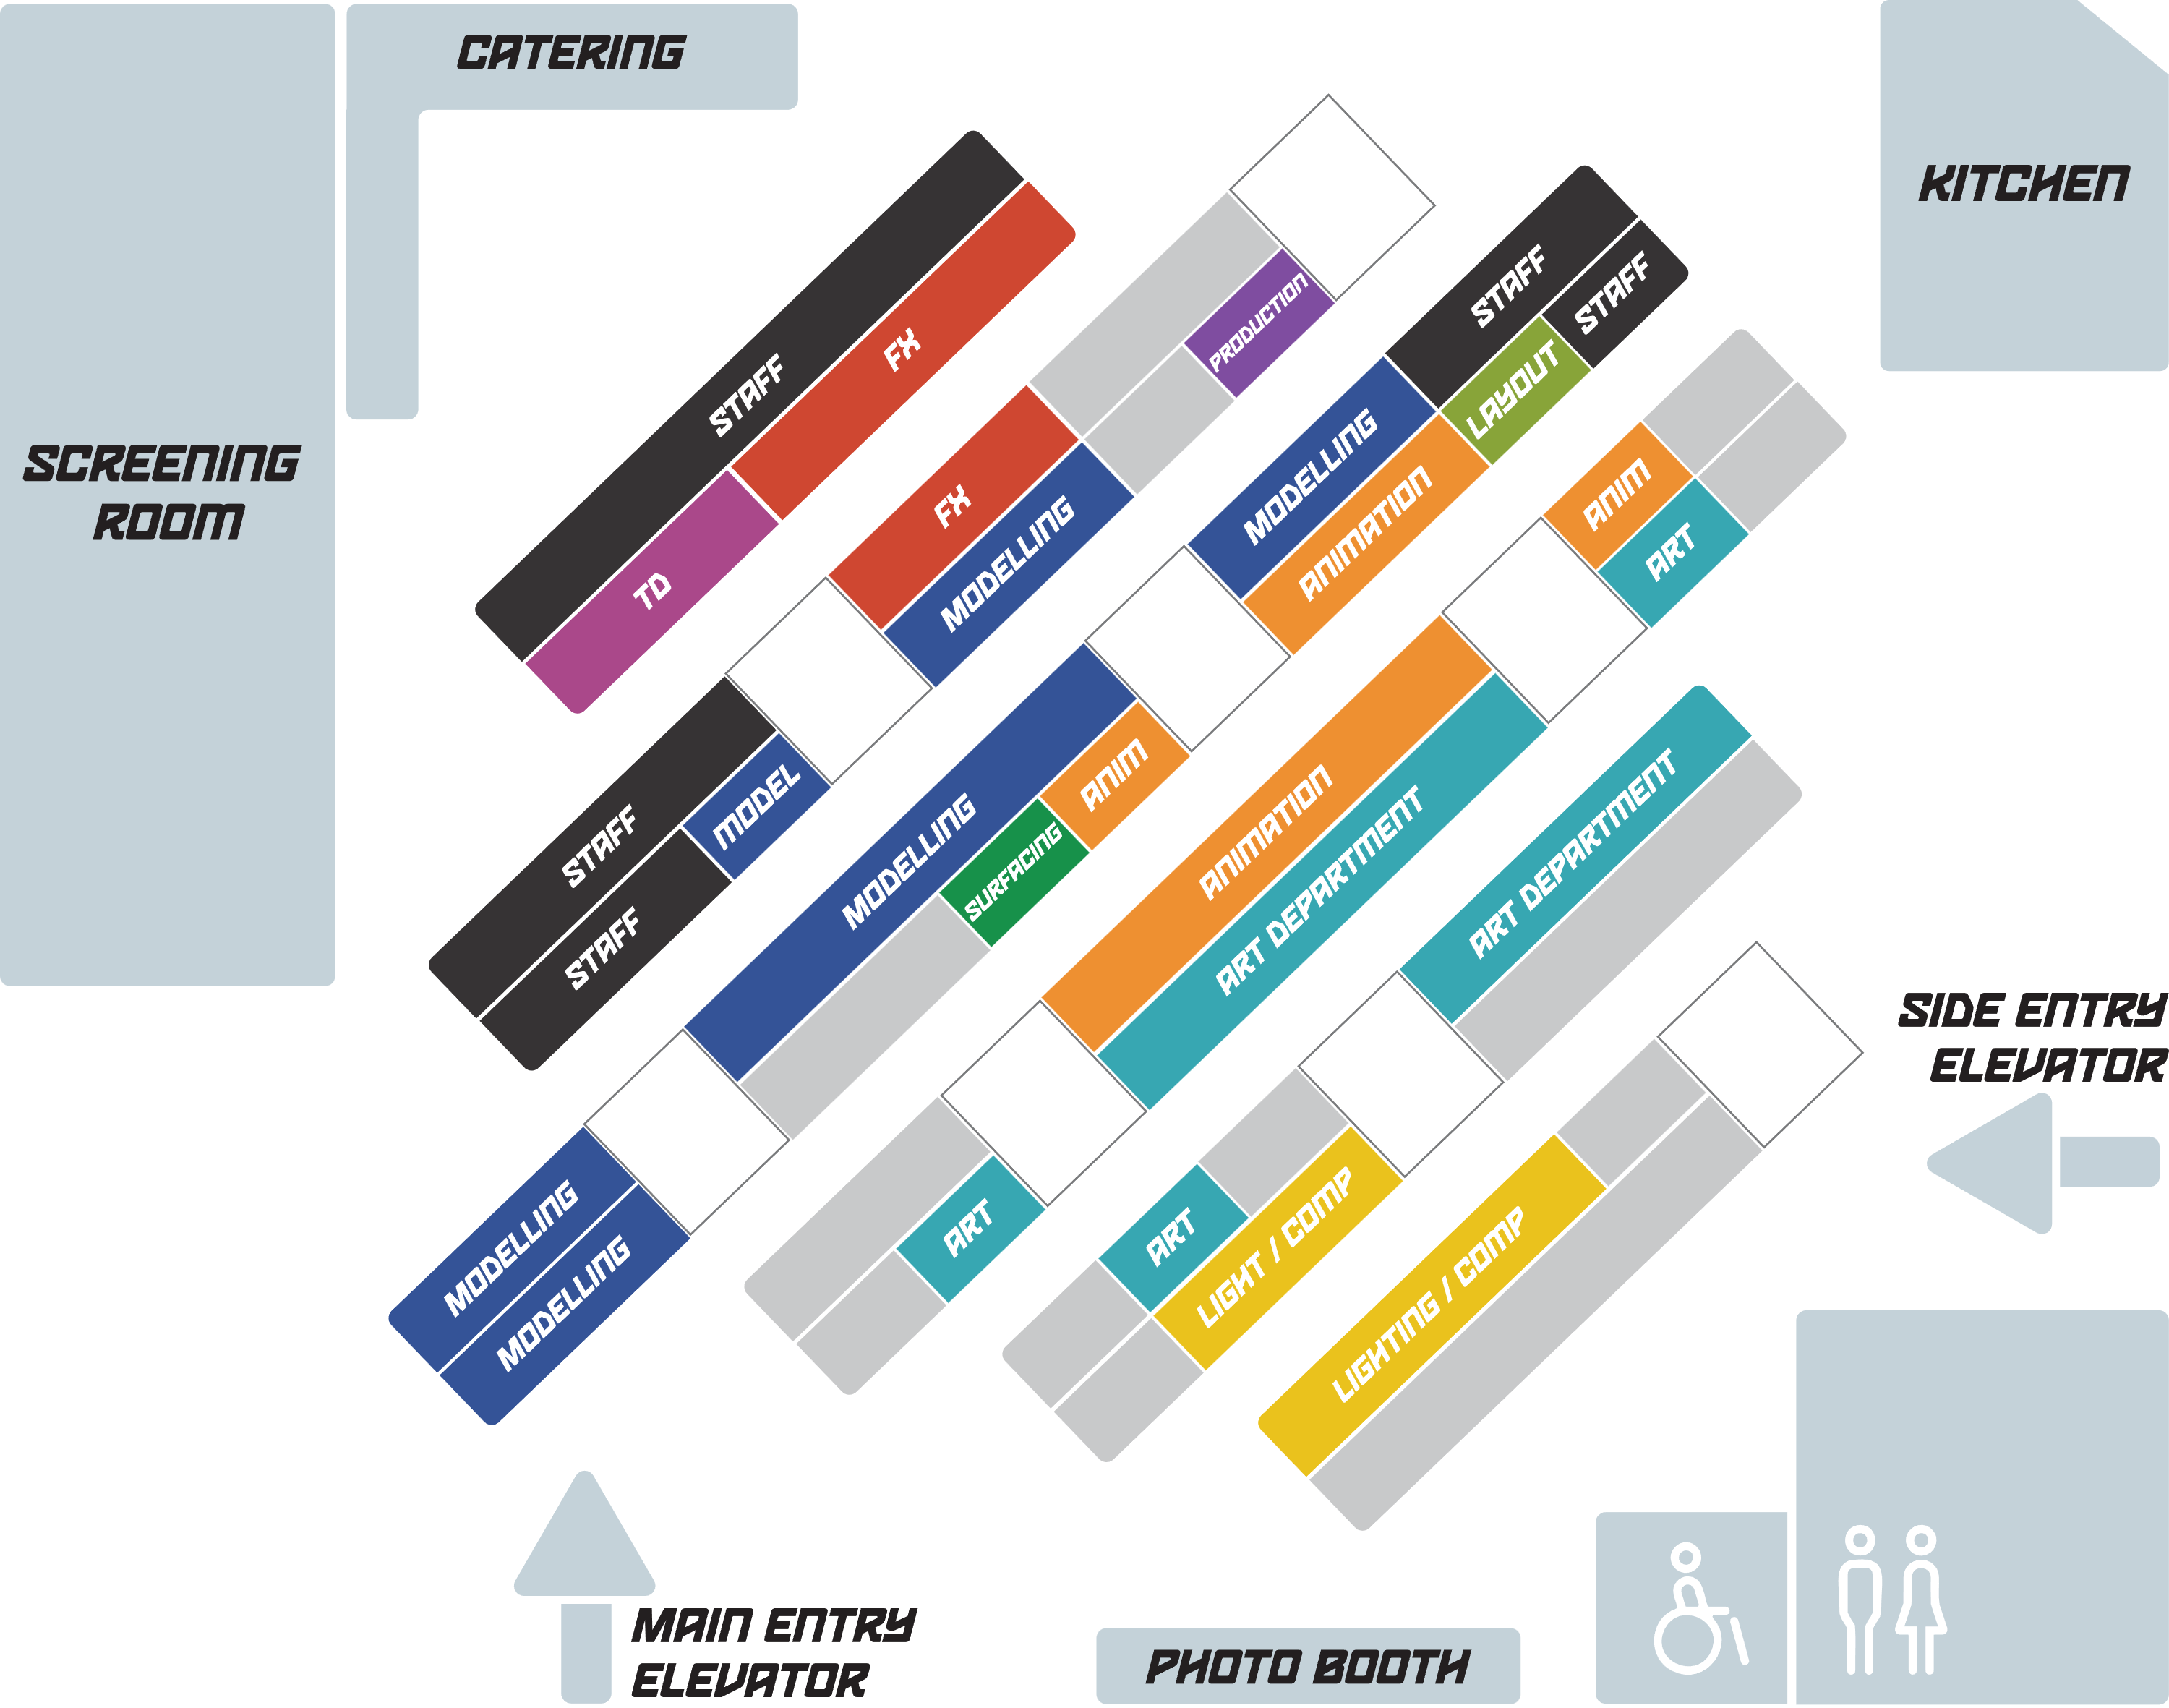 CATERING
KITCHEN
SCREENING
ROOM
STAFF
FX
TD
PRODUCTION
FX
MODELLING
STAFF
MODEL
STAFF
STAFF
STAFF
LAYOUT
MODELLING
ANIMATION
MODELLING
ANIM
SURFACING
MODELLING
MODELLING
ANIM
ART
ANIMATION
ART DEPARTMENT
ART
ART DEPARTMENT
ART
LIGHT / COMP
LIGHTING / COMP
SIDE ENTRY
ELEVATOR
MAIN ENTRY
ELEVATOR
PHOTO BOOTH